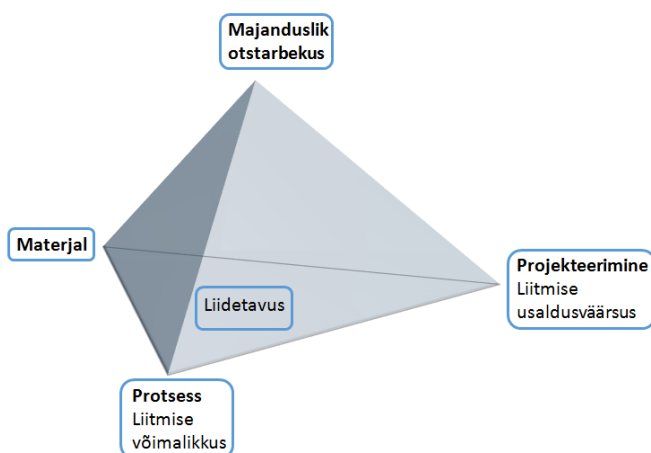 Majanduslik
otstarbekus
Materjal
Projekteerimine
Liitmise
usaldusväärsus
Liidetavus
Protsess
Liitmise
võimalikkus